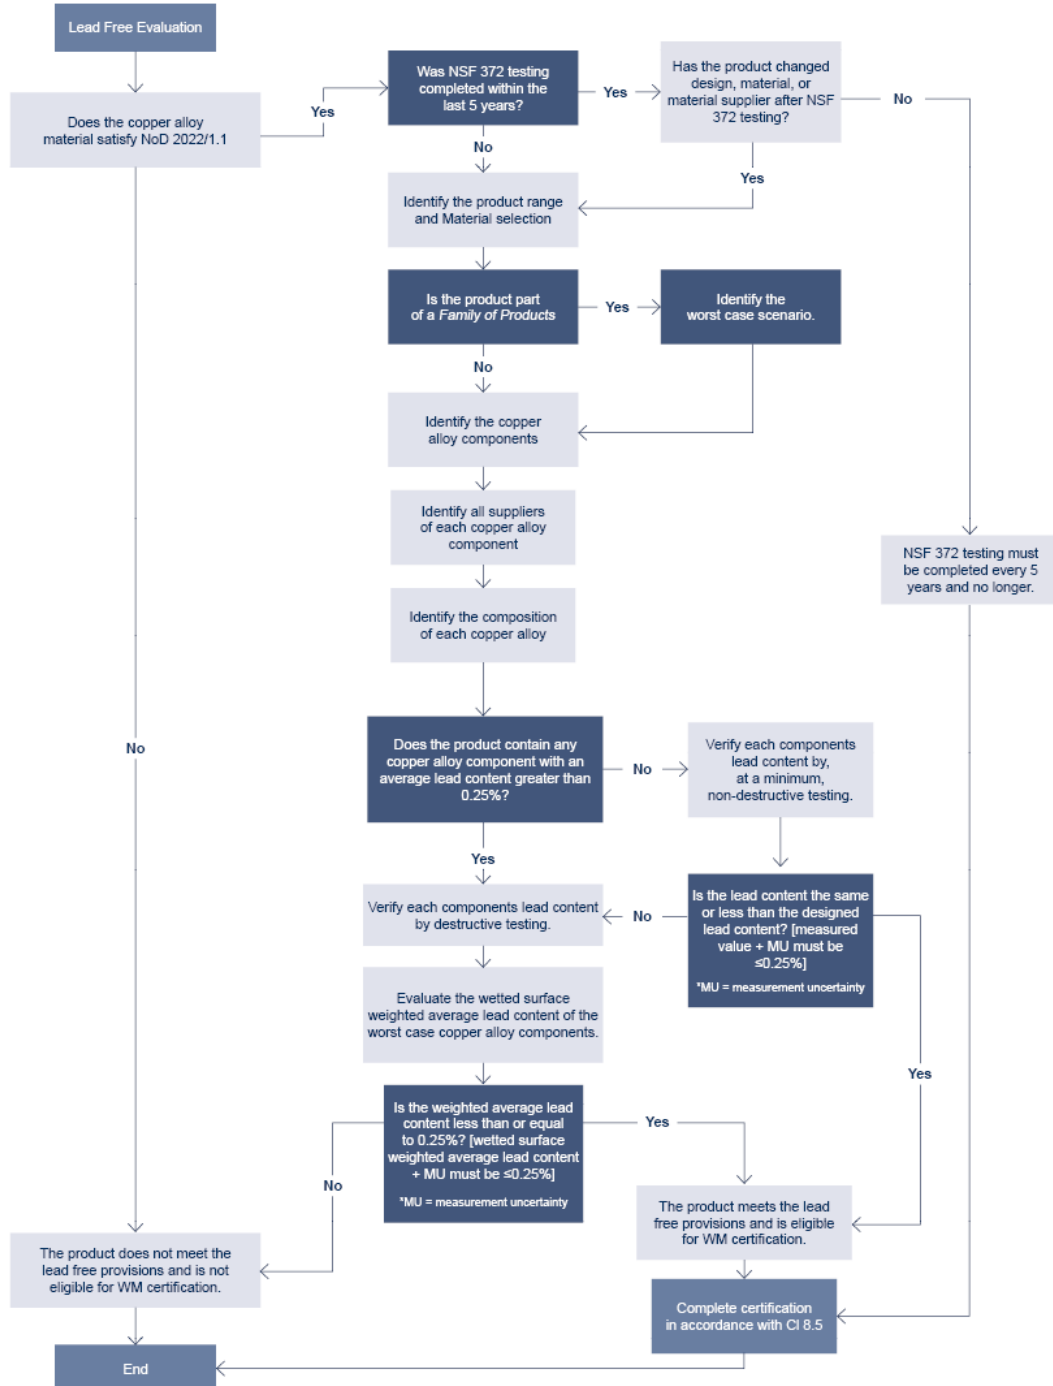 Lead Free Evaluation
Does the copper alloy
material satisfy NoD 2022/1.1
Yes
Was NSF 372 testing
completed within the
last 5 years?
Yes
Has the product changed
design, material, or
material supplier after NSF
372 testing?
No
No
Yes
Identify the product range
and Material selection
Is the product part
of a Family of Products
Yes
Identify the
worst case scenario.
No
Identify the copper
alloy components
Identify all suppliers
of each copper alloy
component
NSF 372 testing must
be completed every 5
years and no longer.
Identify the composition
of each copper alloy
No
Does the product contain any
copper alloy component with an
average lead content greater than
0.25%?
No
Verify each components
lead content by,
at a minimum,
non-destructive testing.
Yes
Verify each components lead content
by destructive testing.
No
Is the lead content the same
or less than the designed
lead content? [measured
value + MU must be
≤0.25%]
*MU = measurement uncertainty
Evaluate the wetted surface
weighted average lead content of the
worst case copper alloy components.
Yes
Is the weighted average lead
content less than or equal
to 0.25%? [wetted surface
weighted average lead content
+ MU must be ≤0.25%]
*MU = measurement uncertainty
Yes
No
The product meets the lead
free provisions and is eligible
for WM certification.
The product does not meet the
lead free provisions and is not
eligible for WM certification.
Complete certification
in accordance with Cl 8.5
End